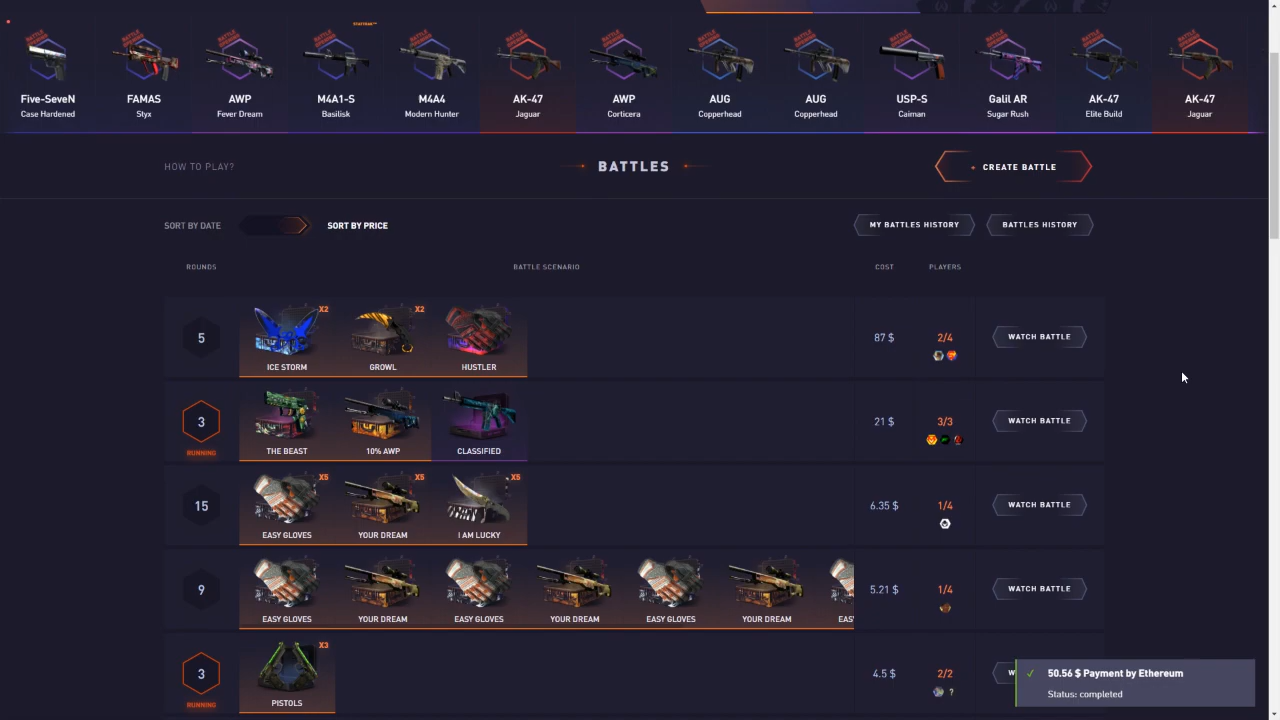 STATTRAK™
Five-SeveN FAMAS AWP M4A1-S M4A4 AK-47 AWP AUG AUG USP-S Galil AR AK-47 AK-47
Case Hardened Styx Fever Dream Basilisk Modern Hunter Jaguar Corticera Copperhead Copperhead Caiman Sugar Rush Elite Build Jaguar
HOW TO PLAY? BATTLES CREATE BATTLE
SORT BY DATE SORT BY PRICE MY BATTLES HISTORY BATTLES HISTORY
ROUNDS BATTLE SCENARIO COST PLAYERS
X2 X2
5 87 $ 2/4 WATCH BATTLE
ICE STORM GROWL HUSTLER
3 21 $ 3/3 WATCH BATTLE
RUNNING THE BEAST 10% AWP CLASSIFIED
X5 X5 X5
15 6.35 $ 1/4 WATCH BATTLE
EASY GLOVES YOUR DREAM I AM LUCKY
9 5.21 $ 1/4 WATCH BATTLE
EASY GLOVES YOUR DREAM EASY GLOVES YOUR DREAM EASY GLOVES YOUR DREAM EAS
X3
3 4.5 $ 2/2 W
? 
RUNNING PISTOLS
50.56 $ Payment by Ethereum
Status: completed